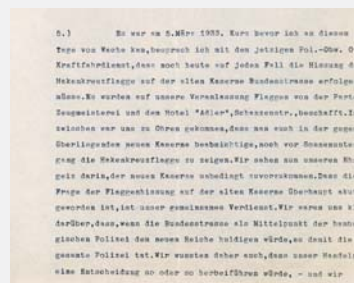 5.) Es war am 5.März 1933. Kurz bevor ich an diesem
Tage von Wache kam,besprach ich mit dem jetzigen Pol.-Obw. O
Kraftfahrdienst,dass noch heute auf jeden Fall die Hissung d
Hakenkreuzflagge auf der alten Kaserne Bundesstrasse erfolge
müsse.Es wurden auf unsere Veranlassung Flaggen von der Parte
Zeugmeisterei und dem Hotel "Adler",Schanzenstr.,beschafft.I
zwischen war uns zu Ohren gekommen,dass man auch in der gege
überliegenden neuen Kaserne beabsichtige,noch vor Sonnenunte
gang die Hakenkreuzflagge zu zeigen.Wir sahen nun unseren Eh
geiz darin,der neuen Kaserne unbedingt zuvorzukommen.Dass di
Frage der Flaggenhissung auf der alten Kaserne überhaupt aku
geworden ist,ist unser gemeinsames Verdienst.Wir waren uns k
darüber,dass,wenn die Bundesstrasse als Mittelpunkt der hamb
gischen Polizei dem neuen Reiche huldigen würde,es damit die
gesamte Polizei tat.Wir wussten daher auch,dass unser Handel
eine Entscheidung so oder so herbeiführen würde, - und wir